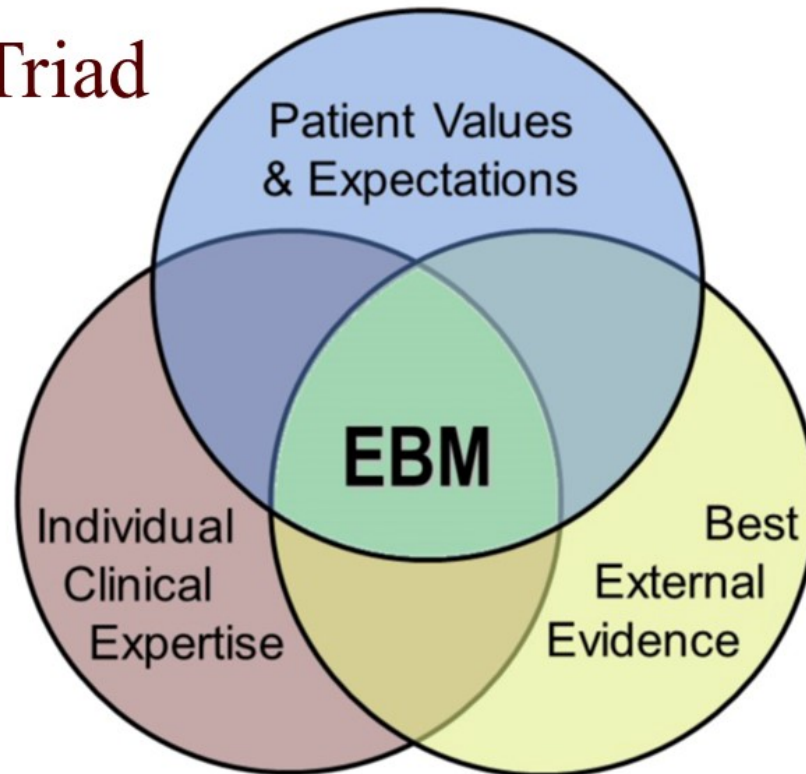 Triad
Patient Values
& Expectations
EBM
Individual
Clinical
Expertise
Best
External
Evidence